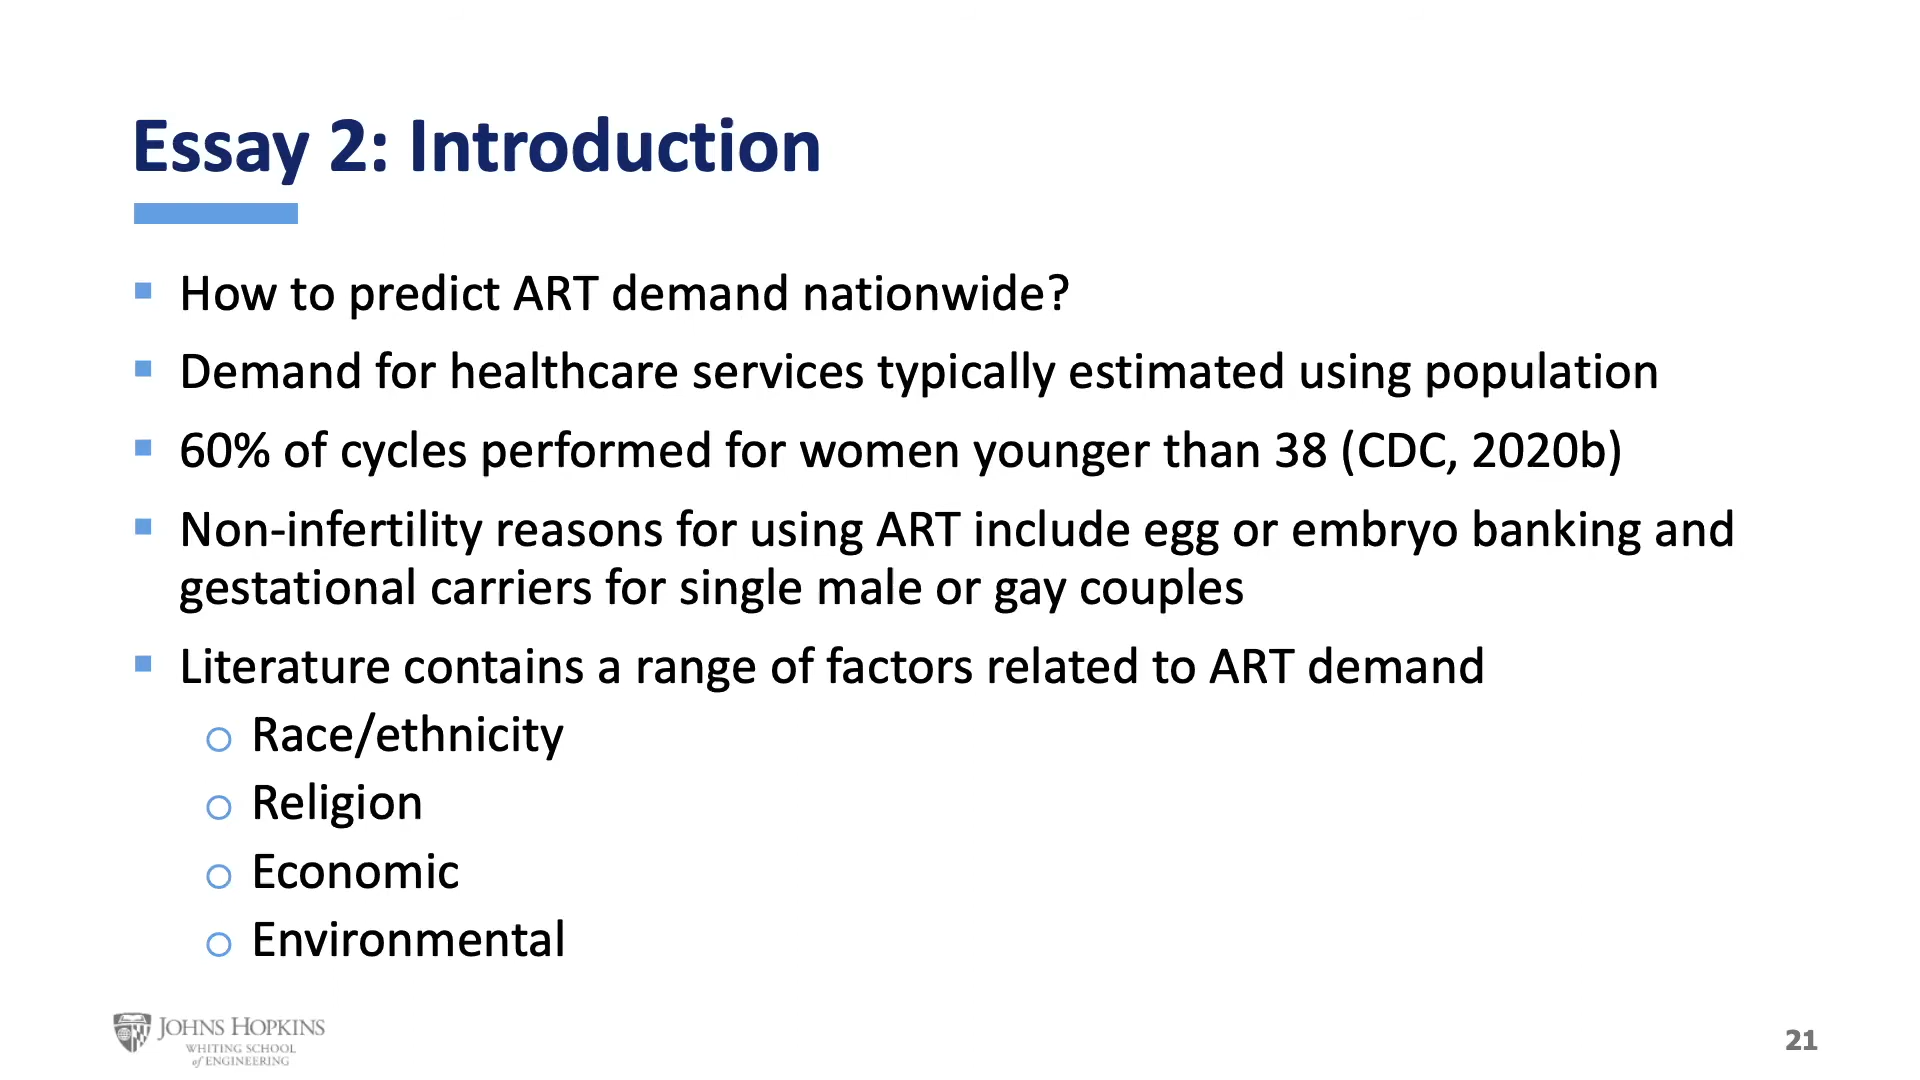 Essay 2: Introduction
▪ How to predict ART demand nationwide?
▪ Demand for healthcare services typically estimated using population
▪ 60% of cycles performed for women younger than 38 (CDC, 2020b)
▪ Non-infertility reasons for using ART include egg or embryo banking and
gestational carriers for single male or gay couples
▪ Literature contains a range of factors related to ART demand
o Race/ethnicity
o Religion
o Economic
o Environmental
JOHNS HOPKINS
WHITING SCHOOL
of ENGINEERING
21